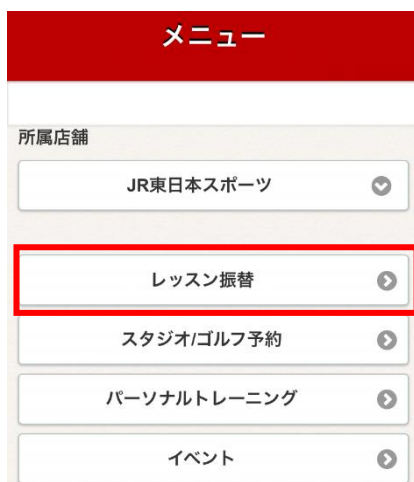 メニュー
所属店舗
JR東日本スポーツ
レッスン振替
スタジオ/ゴルフ予約
パーソナルトレーニング
イベント